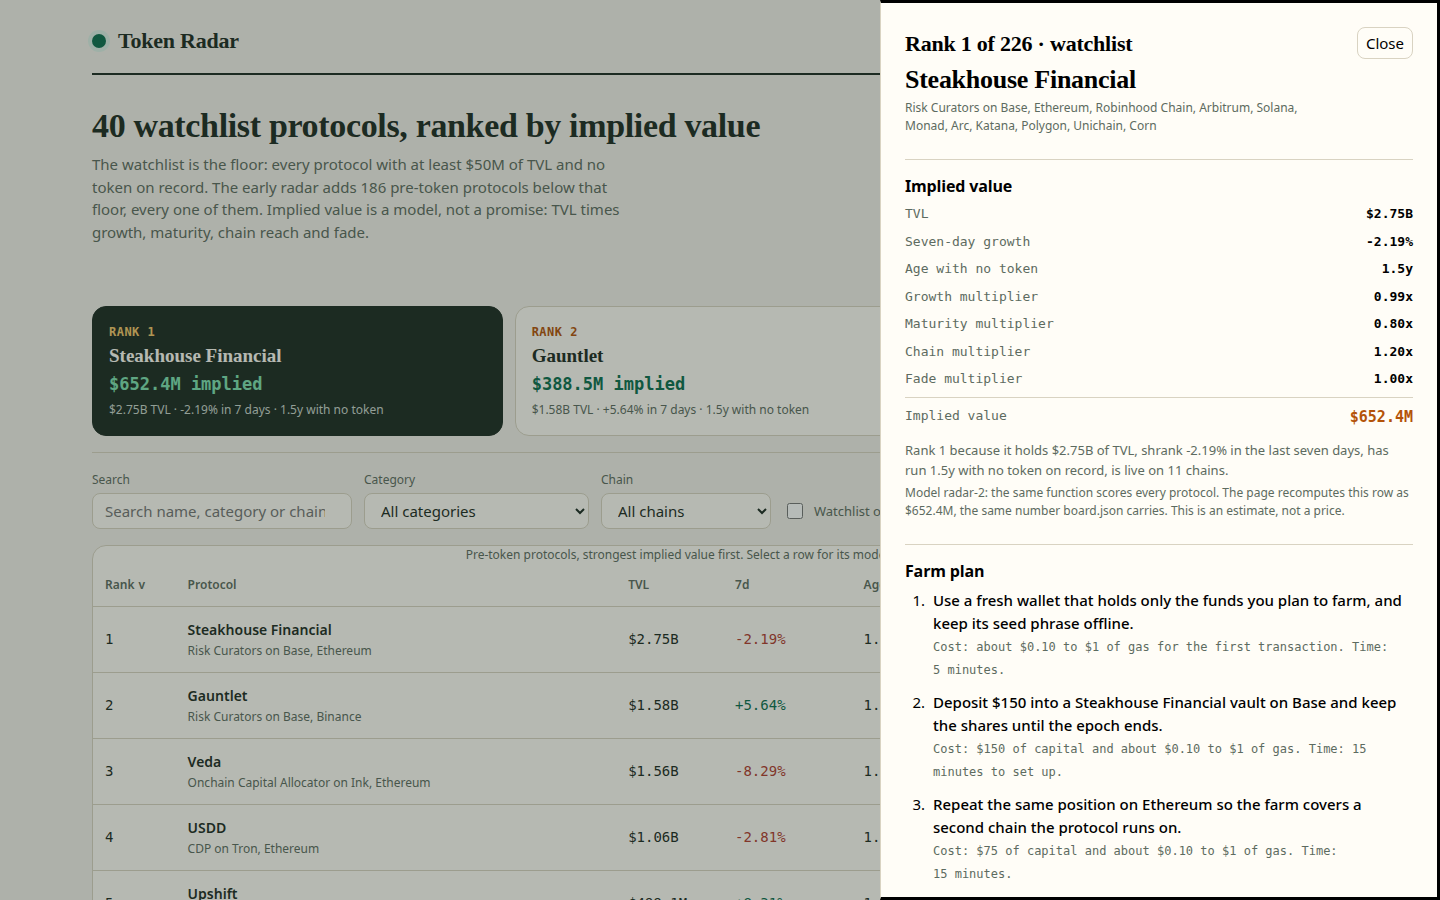 Token Radar
40 watchlist protocols, ranked by implied value
The watchlist is the floor: every protocol with at least $50M of TVL and no
token on record. The early radar adds 186 pre-token protocols below that
floor, every one of them. Implied value is a model, not a promise: TVL times
growth, maturity, chain reach and fade.
RANK 1
Steakhouse Financial
$652.4M implied
$2.75B TVL · -2.19% in 7 days · 1.5y with no token
RANK 2
Gauntlet
$388.5M implied
$1.58B TVL · +5.64% in 7 days · 1.5y with no token
Search
Category
Chain
Search name, category or chain
All categories
All chains
Watchlist o
Pre-token protocols, strongest implied value first. Select a row for its mod
Rank v Protocol TVL 7d Ag
1 Steakhouse Financial $2.75B -2.19% 1.
Risk Curators on Base, Ethereum
2 Gauntlet $1.58B +5.64% 1.
Risk Curators on Base, Binance
3 Veda $1.56B -8.29% 1.
Onchain Capital Allocator on Ink, Ethereum
4 USDD $1.06B -2.81% 1.
CDP on Tron, Ethereum
Upshift
Rank 1 of 226 · watchlist
Close
Steakhouse Financial
Risk Curators on Base, Ethereum, Robinhood Chain, Arbitrum, Solana,
Monad, Arc, Katana, Polygon, Unichain, Corn
Implied value
TVL $2.75B
Seven-day growth -2.19%
Age with no token 1.5y
Growth multiplier 0.99x
Maturity multiplier 0.80x
Chain multiplier 1.20x
Fade multiplier 1.00x
Implied value $652.4M
Rank 1 because it holds $2.75B of TVL, shrank -2.19% in the last seven days, has
run 1.5y with no token on record, is live on 11 chains.
Model radar-2: the same function scores every protocol. The page recomputes this row as
$652.4M, the same number board.json carries. This is an estimate, not a price.
Farm plan
1. Use a fresh wallet that holds only the funds you plan to farm, and
keep its seed phrase offline.
Cost: about $0.10 to $1 of gas for the first transaction. Time:
5 minutes.
2. Deposit $150 into a Steakhouse Financial vault on Base and keep
the shares until the epoch ends.
Cost: $150 of capital and about $0.10 to $1 of gas. Time: 15
minutes to set up.
3. Repeat the same position on Ethereum so the farm covers a
second chain the protocol runs on.
Cost: $75 of capital and about $0.10 to $1 of gas. Time:
15 minutes.